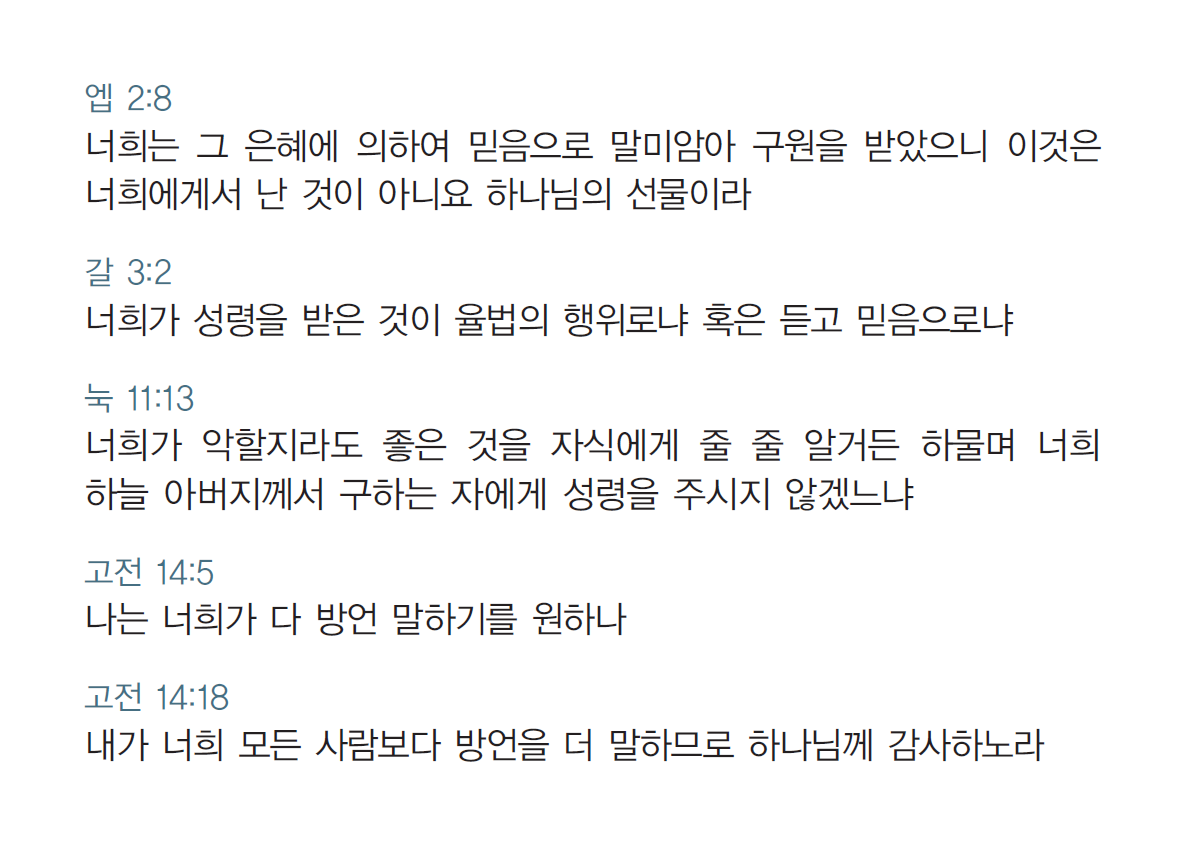 엡 2:8
너희는 그 은혜에 의하여 믿음으로 말미암아 구원을 받았으니 이것은
너희에게서 난 것이 아니요 하나님의 선물이라
갈 3:2
너희가 성령을 받은 것이 율법의 행위로냐 혹은 듣고 믿음으로냐
눅 11:13
너희가 악할지라도 좋은 것을 자식에게 줄 줄 알거든 하물며 너희
하늘 아버지께서 구하는 자에게 성령을 주시지 않겠느냐
고전 14:5
나는 너희가 다 방언 말하기를 원하나
고전 14:18
내가 너희 모든 사람보다 방언을 더 말하므로 하나님께 감사하노라